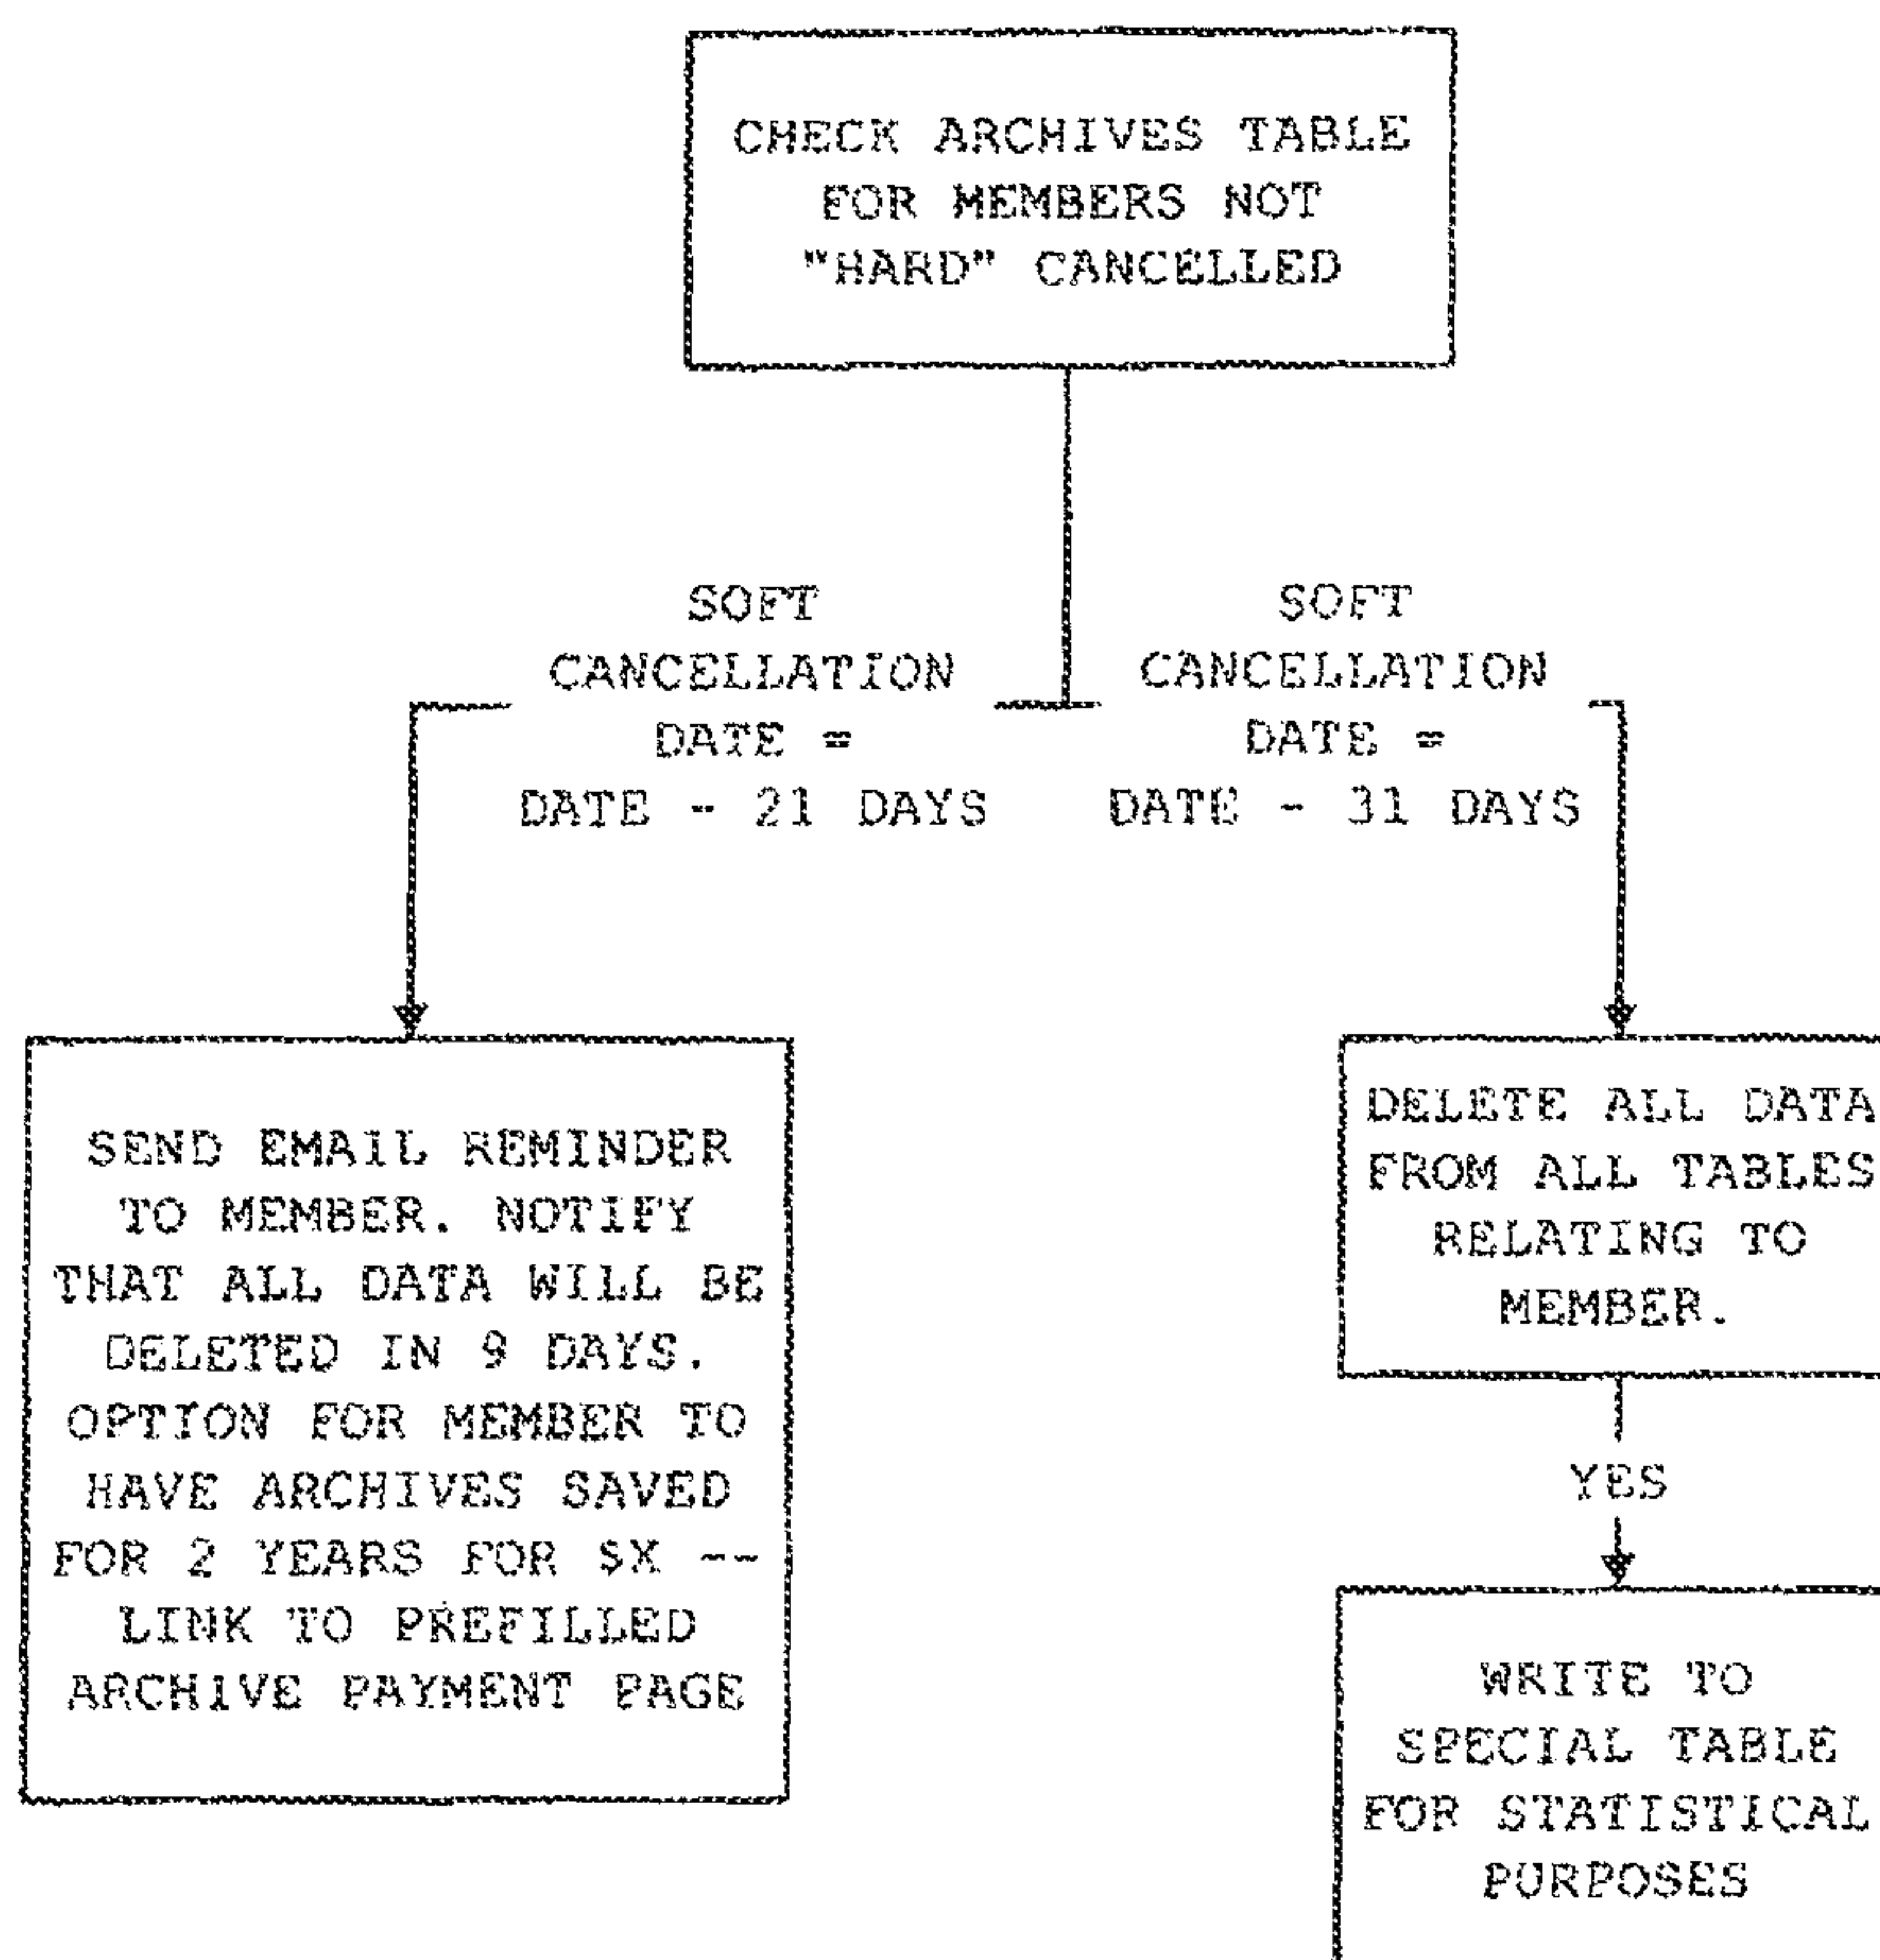 CHECK ARCHIVES TABLE
FOR MEMBERS NOT
"HARD" CANCELLED
SOFT
CANCELLATION
DATE =
DATE - 21 DAYS
SOFT
CANCELLATION
DATE =
DATE - 31 DAYS
SEND EMAIL REMINDER
TO MEMBER. NOTIFY
THAT ALL DATA WILL BE
DELETED IN 9 DAYS.
OPTION FOR MEMBER TO
HAVE ARCHIVES SAVED
FOR 2 YEARS FOR $X --
LINK TO PREFILLED
ARCHIVE PAYMENT PAGE
DELETE ALL DATA
FROM ALL TABLES
RELATING TO
MEMBER.
YES
WRITE TO
SPECIAL TABLE
FOR STATISTICAL
PURPOSES